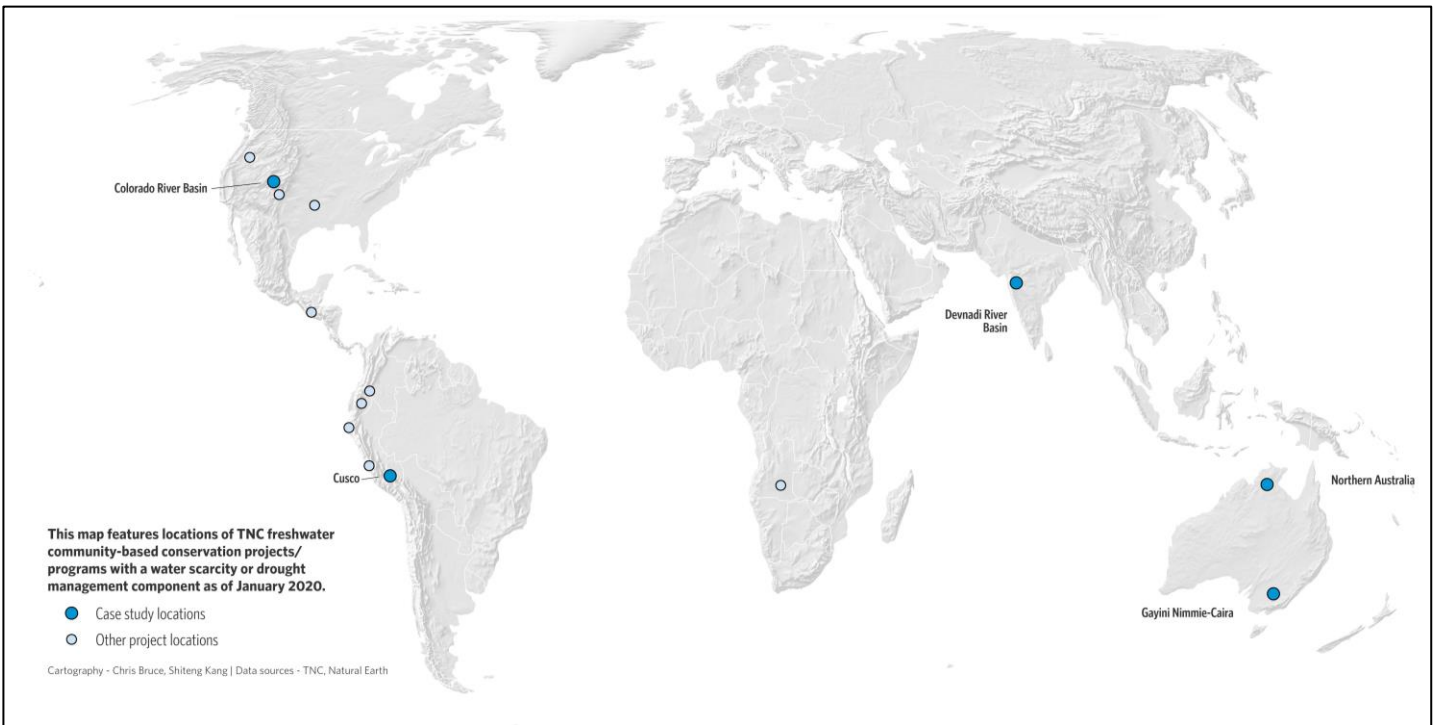 Colorado River Basin
Devnadi River
Basin
Cusco
Northern Australia
Gayini Nimmie-Caira
This map features locations of TNC freshwater
community-based conservation projects/
programs with a water scarcity or drought
management component as of January 2020.
Case study locations
Other project locations
Cartography - Chris Bruce, Shiteng Kang | Data sources - TNC, Natural Earth